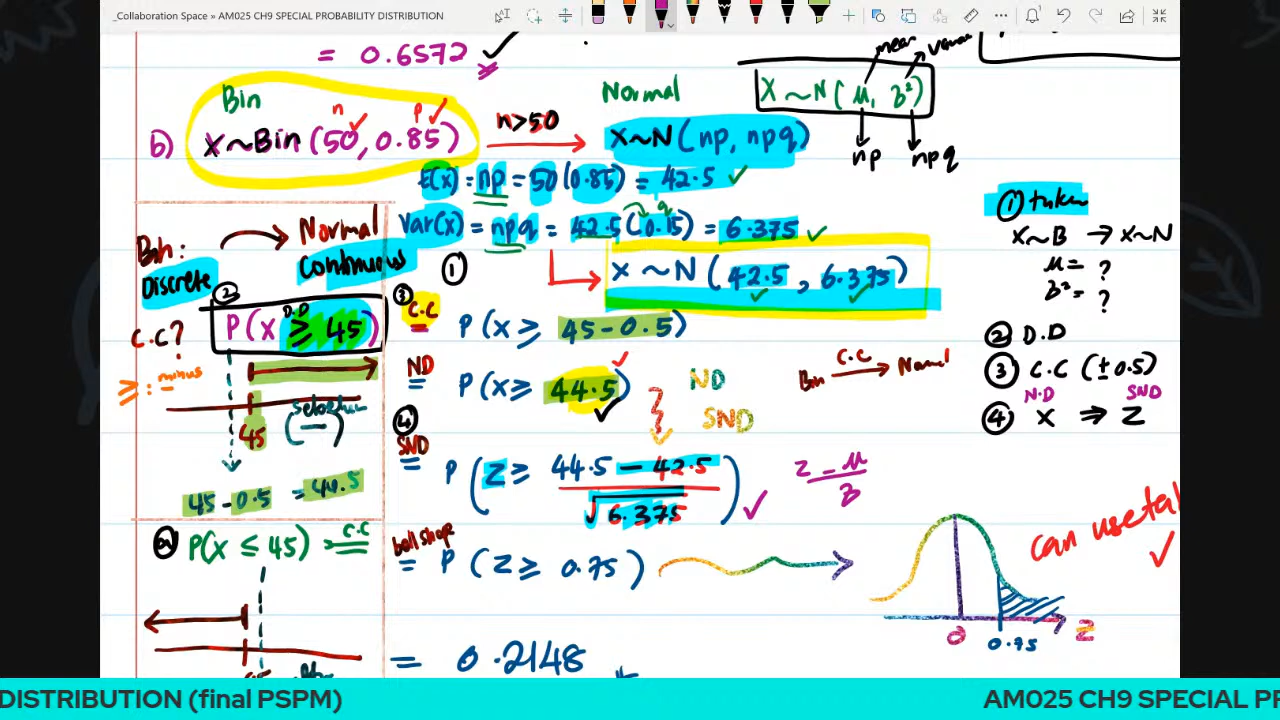 _Collaboration Space » AM025 CH9 SPECIAL PROBABILITY DISTRIBUTION
= 0.6572
mean
X ~ N(μ, σ²)
np npq
Bin
n p
b) X~Bin (50, 0.85)
n>50
Normal
X~N(np, npq)
E(x) = np = 50(0.85) = 42.5 ✓
q
Var(x) = npq = 42.5(0.15) = 6.375 ✓
① X ~ N(42.5, 6.375)
Bin: → Normal
Discrete Continuous
②
D.D
P(X ≥ 45)
C.C?
≥ : minus
45
(—)
45 - 0.5 = 44.5
③ C.C
P(X ≥ 45-0.5)
ND
= P(X ≥ 44.5) ✓
ND
SND
④
SND
= P(Z ≥ 44.5 - 42.5 / √6.375) ✓
bell shape
= P(Z ≥ 0.75)
= 0.2148
P(X ≤ 45) C.C
Bin C.C → Normal
①
X~B → X~N
μ = ?
σ² = ?
② D.D
③ C.C (±0.5)
N.D SND
④ X ⇒ Z
can use
0 0.75 Z
DISTRIBUTION (final PSPM)
AM025 CH9 SPECIAL PR